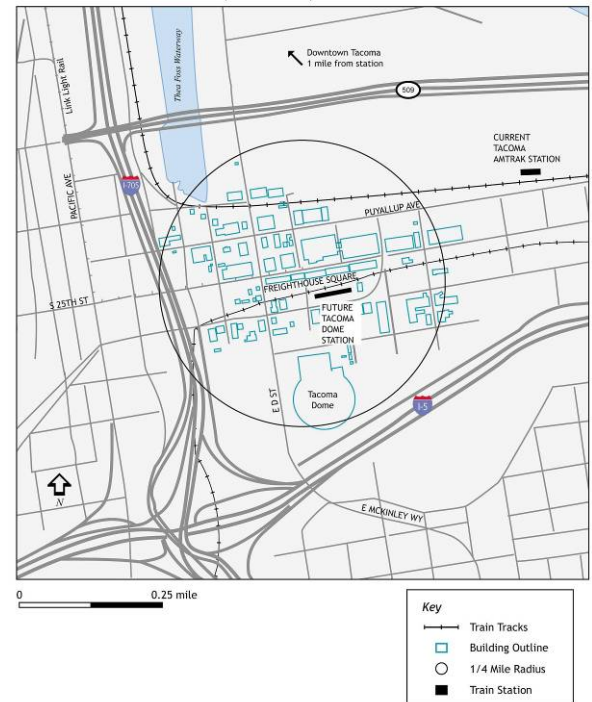 Downtown Tacoma
1 mile from station
Thea Foss Waterway
Link Light Rail
509
CURRENT
TACOMA
AMTRAK STATION
I-705
PACIFIC AVE
PUYALLUP AVE
FREIGHTHOUSE SQUARE
S 25TH ST
FUTURE
TACOMA
DOME
STATION
E D ST
Tacoma
Dome
I-5
N
E MCKINLEY WY
0 0.25 mile
Key
Train Tracks
Building Outline
1/4 Mile Radius
Train Station